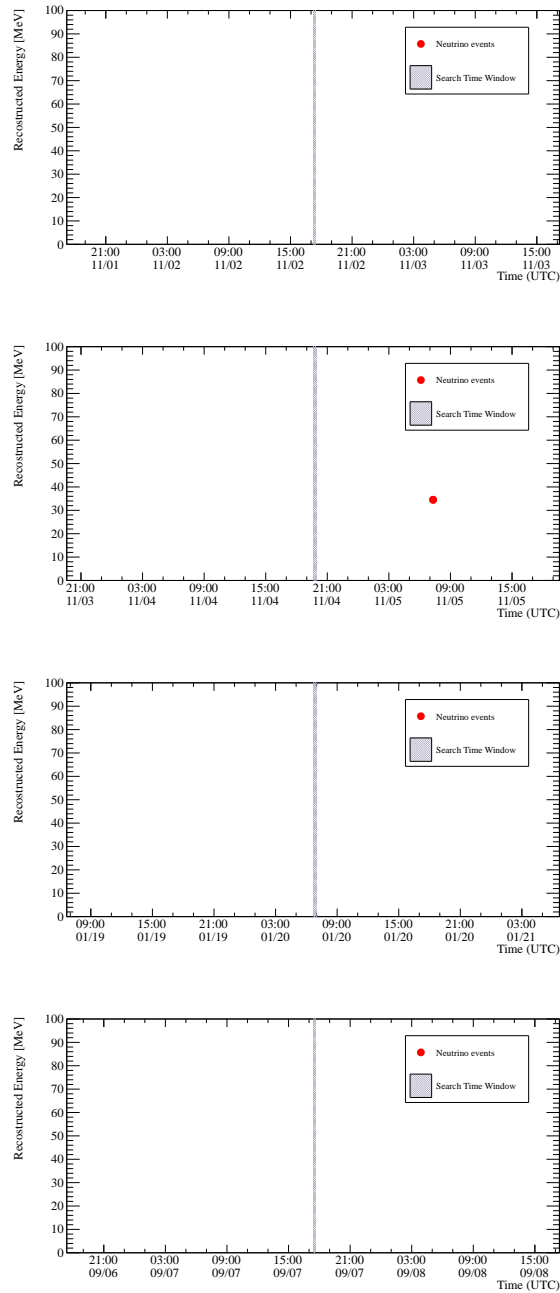 Recostructed Energy [MeV]
100
90
80
70
60
50
40
30
20
10
0
Neutrino events
Search Time Window
21:00 03:00 09:00 15:00 21:00 03:00 09:00 15:00
11/01 11/02 11/02 11/02 11/02 11/03 11/03 11/03
Time (UTC)
Recostructed Energy [MeV]
100
90
80
70
60
50
40
30
20
10
0
Neutrino events
Search Time Window
21:00 03:00 09:00 15:00 21:00 03:00 09:00 15:00
11/03 11/04 11/04 11/04 11/04 11/05 11/05 11/05
Time (UTC)
Recostructed Energy [MeV]
100
90
80
70
60
50
40
30
20
10
0
Neutrino events
Search Time Window
09:00 15:00 21:00 03:00 09:00 15:00 21:00 03:00
01/19 01/19 01/19 01/20 01/20 01/20 01/20 01/21
Time (UTC)
Recostructed Energy [MeV]
100
90
80
70
60
50
40
30
20
10
0
Neutrino events
Search Time Window
21:00 03:00 09:00 15:00 21:00 03:00 09:00 15:00
09/06 09/07 09/07 09/07 09/07 09/08 09/08 09/08
Time (UTC)